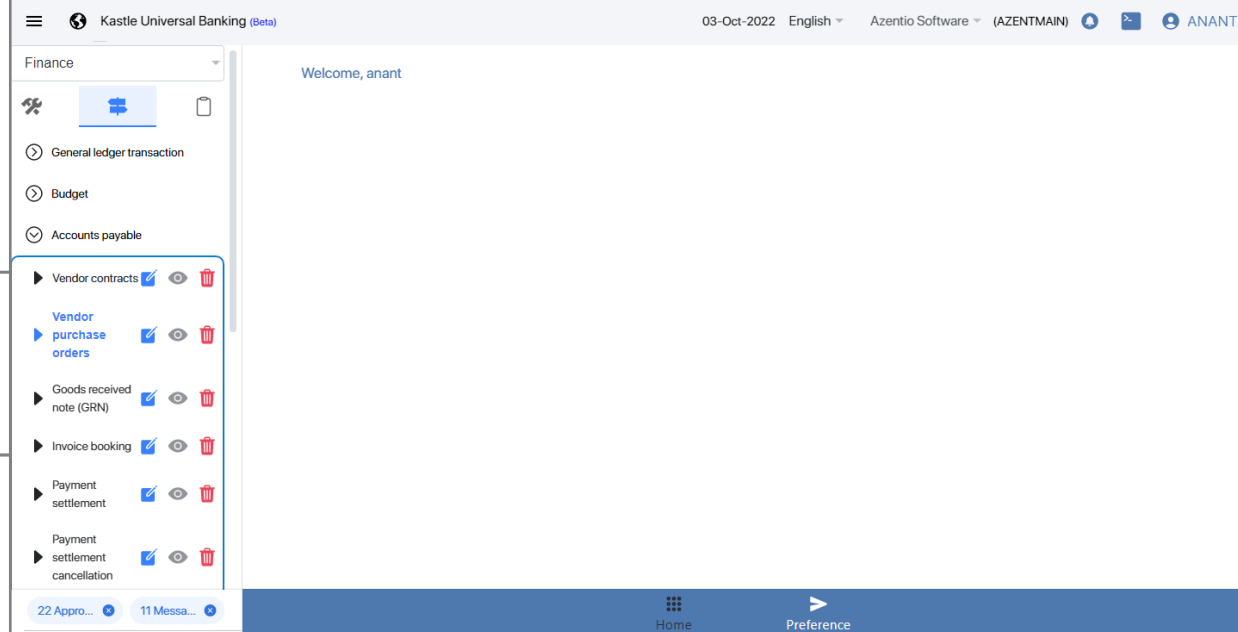 Kastle Universal Banking (Beta)
03-Oct-2022 English Azentio Software (AZENTMAIN) ANANT
Finance
Welcome, anant
General ledger transaction
Budget
Accounts payable
Vendor contracts
Vendor
purchase
orders
Goods received
note (GRN)
Invoice booking
Payment
settlement
Payment
settlement
cancellation
22 Appro...
11 Messa...
Home
Preference